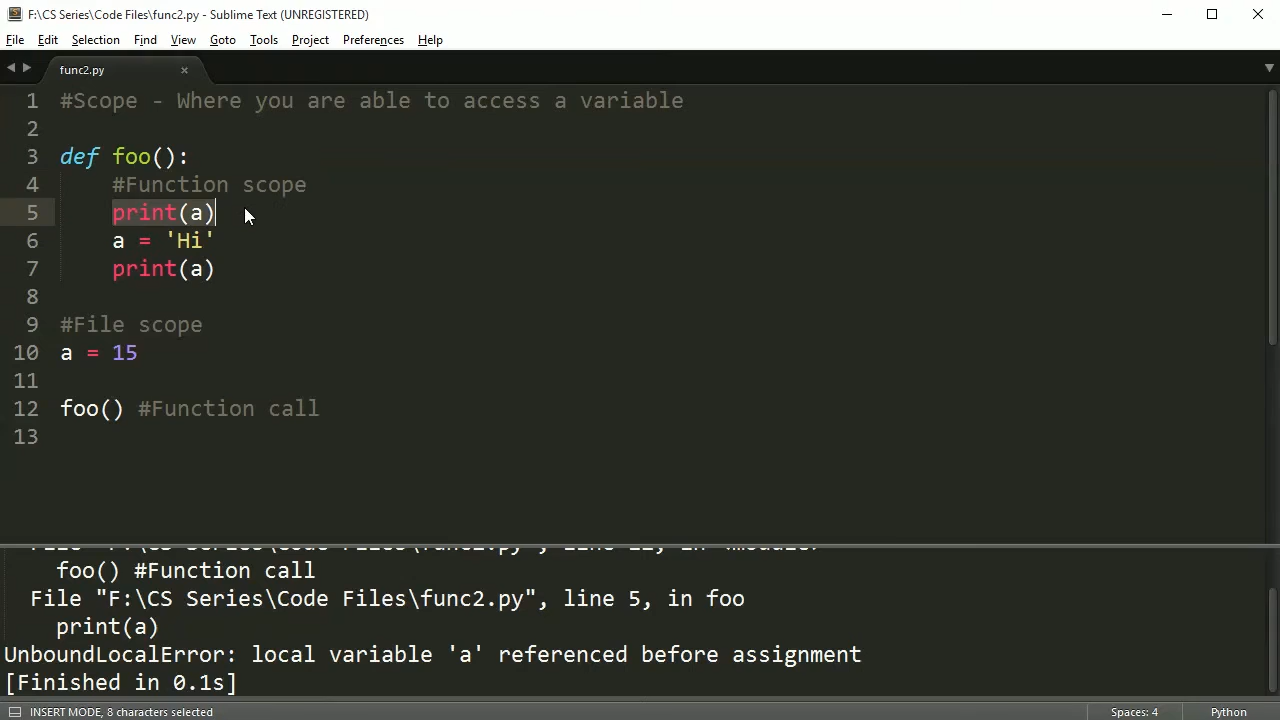 F:\CS Series\Code Files\func2.py - Sublime Text (UNREGISTERED)
File Edit Selection Find View Goto Tools Project Preferences Help
func2.py
1 #Scope - Where you are able to access a variable
2
3 def foo():
4 #Function scope
5 print(a)
6 a = 'Hi'
7 print(a)
8
9 #File scope
10 a = 15
11
12 foo() #Function call
13
foo() #Function call
File "F:\CS Series\Code Files\func2.py", line 5, in foo
print(a)
UnboundLocalError: local variable 'a' referenced before assignment
[Finished in 0.1s]
INSERT MODE, 8 characters selected Spaces: 4 Python